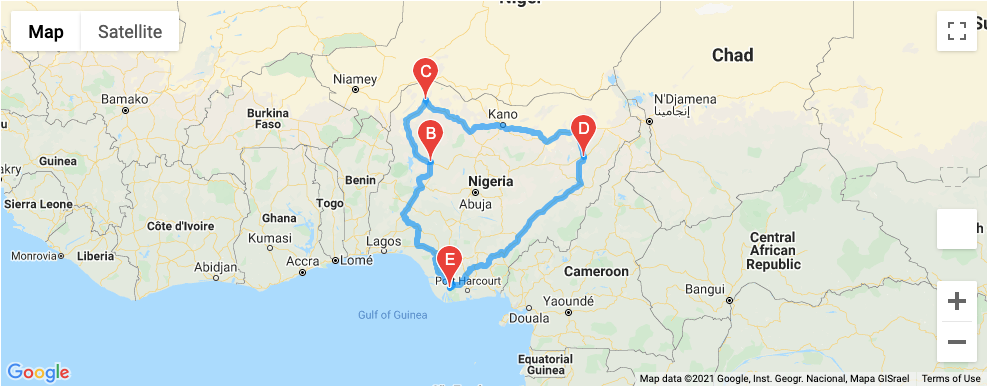 Niger
Map
Satellite
Su
Chad
C
Niamey
N'Djamena
إنجامينا
Bamako
Kano
Burkina
Faso
D
B
Guinea
Benin
Nigeria
akry
Sierra Leone
Togo
Abuja
Ghana
Côte d'Ivoire
Kumasi
Lagos
Central
African
Republic
Monrovia
Liberia
Accra
Lomé
E
Abidjan
Port Harcourt
Cameroon
Bangui
Yaoundé
Gulf of Guinea
Douala
Equatorial
Guinea
Google
Map data ©2021 Google, Inst. Geogr. Nacional, Mapa GISrael
Terms of Use